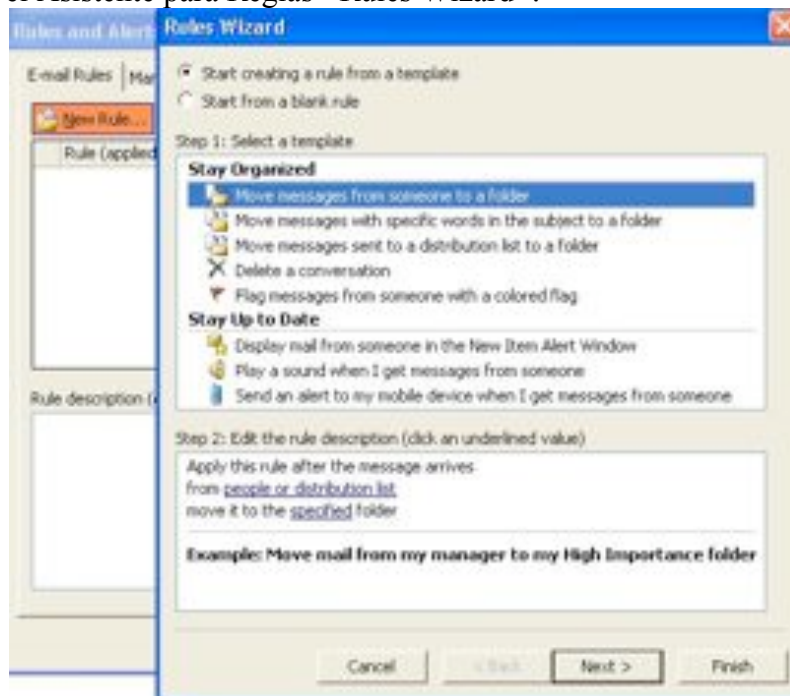 el Asistente para Reglas "Rules Wizard".
Rules and Alert
Rules Wizard
E-mail Rules
Start creating a rule from a template
Start from a blank rule
New Rule...
Rule (applied
Step 1: Select a template
Stay Organized
Move messages from someone to a folder
Move messages with specific words in the subject to a folder
Move messages sent to a distribution list to a folder
Delete a conversation
Flag messages from someone with a colored flag
Stay Up to Date
Display mail from someone in the New Item Alert Window
Play a sound when I get messages from someone
Send an alert to my mobile device when I get messages from someone
Rule description (
Step 2: Edit the rule description (click an underlined value)
Apply this rule after the message arrives
from people or distribution list
move it to the specified folder
Example: Move mail from my manager to my High Importance folder
Cancel
< Back
Next >
Finish